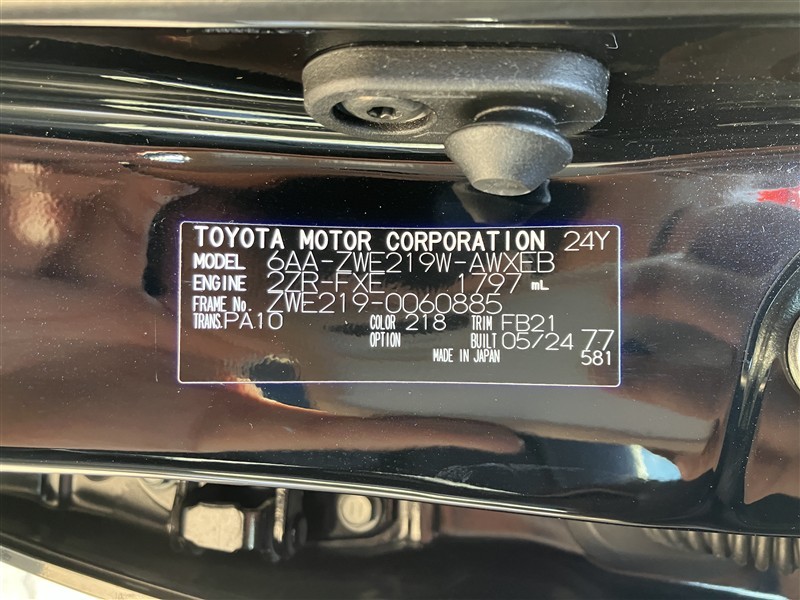 TOYOTA MOTOR CORPORATION 24Y
MODEL 6AA-ZWE219W-AWXEB
ENGINE 2ZR-FXE 1797 mL
FRAME No. ZWE219-0060885
TRANS. PA10 COLOR 218 TRIM FB21
OPTION BUILT 05/24 77
MADE IN JAPAN 581